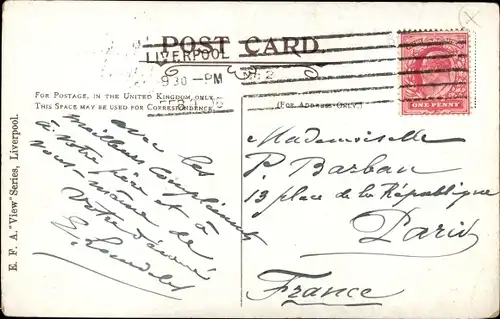 POST CARD.
LIVERPOOL
9 30 - PM
ONE PENNY
FOR POSTAGE, IN THE UNITED KINGDOM ONLY,
THIS SPACE MAY BE USED FOR CORRESPONDENCE.
(FOR ADDRESS ONLY.)
E. F. A. "View" Series, Liverpool.
Avec les
meilleurs compliments
à votre père et à
vous-même de
votre dévoué
Mademoiselle
P. Barbau
13 place de la République
Paris
France